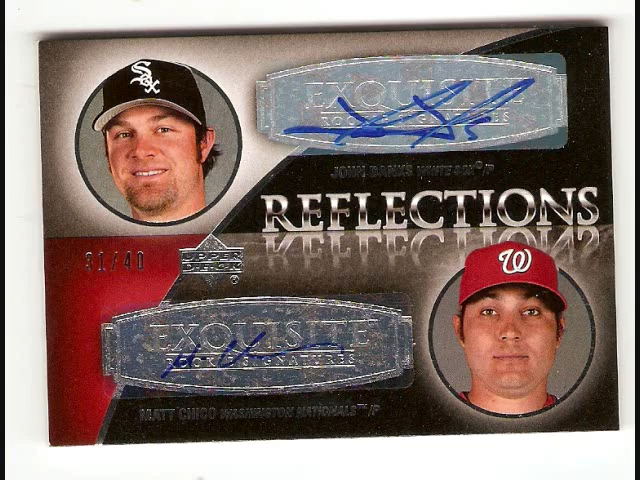 Sox
EXQUISITE
ROOKIE SIGNATURES
JOHN DANKS WHITE SOX®/P
REFLECTIONS
31/40
UPPER
DECK
®
W
EXQUISITE
ROOKIE SIGNATURES
MATT CHICO WASHINGTON NATIONALS™/P